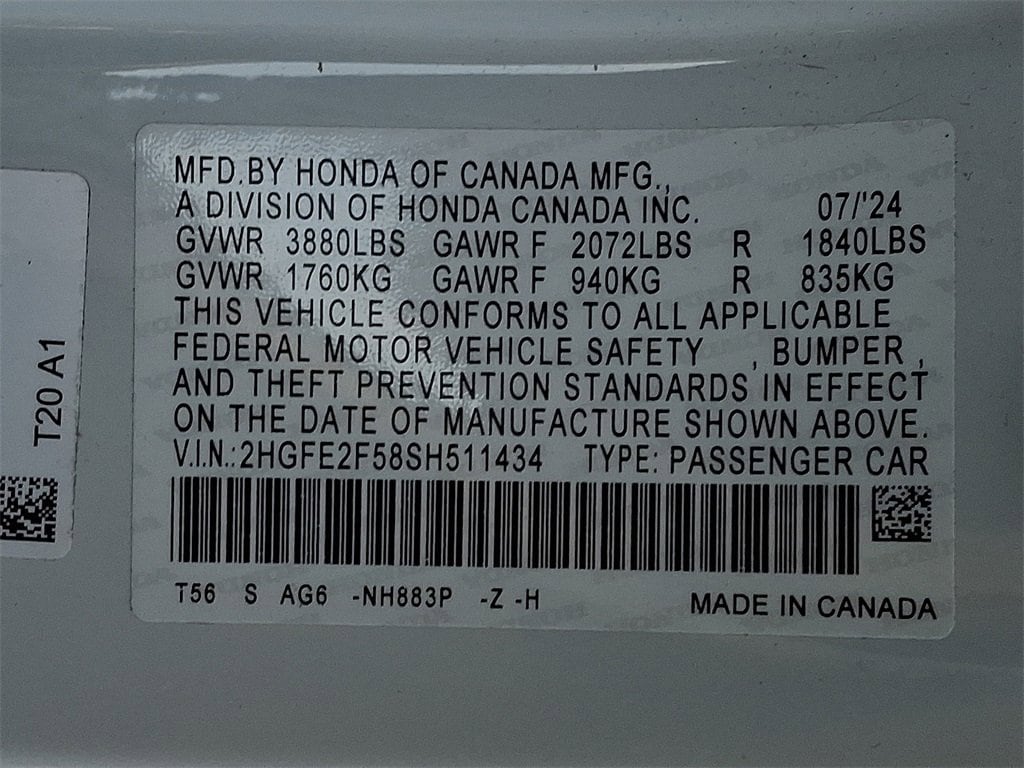 MFD.BY HONDA OF CANADA MFG.,
A DIVISION OF HONDA CANADA INC. 07/'24
GVWR 3880LBS GAWR F 2072LBS R 1840LBS
GVWR 1760KG GAWR F 940KG R 835KG
THIS VEHICLE CONFORMS TO ALL APPLICABLE
FEDERAL MOTOR VEHICLE SAFETY , BUMPER ,
AND THEFT PREVENTION STANDARDS IN EFFECT
ON THE DATE OF MANUFACTURE SHOWN ABOVE.
V.I.N.:2HGFE2F58SH511434 TYPE: PASSENGER CAR
T56 S AG6 -NH883P -Z -H MADE IN CANADA
T20 A1